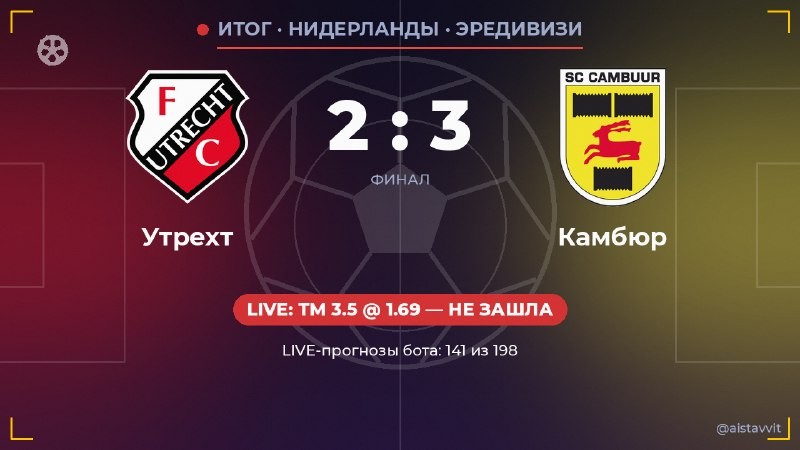 ИТОГ · НИДЕРЛАНДЫ · ЭРЕДИВИЗИ
F
UTRECHT
C
SC CAMBUUR
2 : 3
ФИНАЛ
Утрехт
Камбюр
LIVE: ТМ 3.5 @ 1.69 — НЕ ЗАШЛА
LIVE-прогнозы бота: 141 из 198
@aistavvit